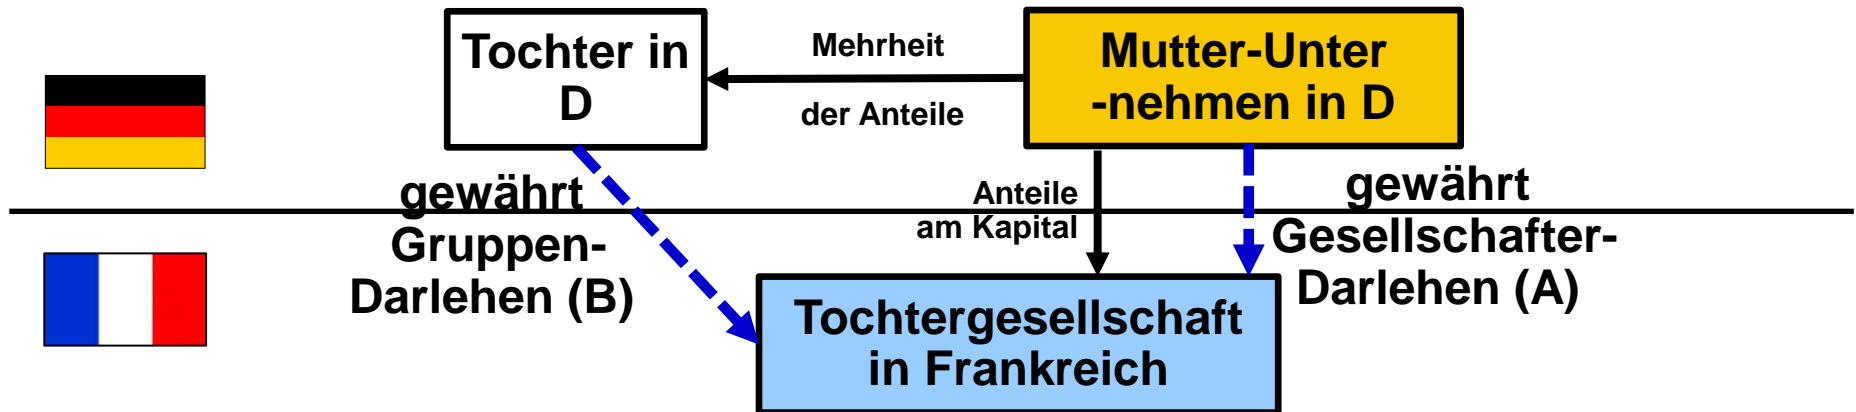 Tochter in
D
Mehrheit
der Anteile
Mutter-Unter
-nehmen in D
gewährt
Gruppen-
Darlehen (B)
Anteile
am Kapital
gewährt
Gesellschafter-
Darlehen (A)
Tochtergesellschaft
in Frankreich